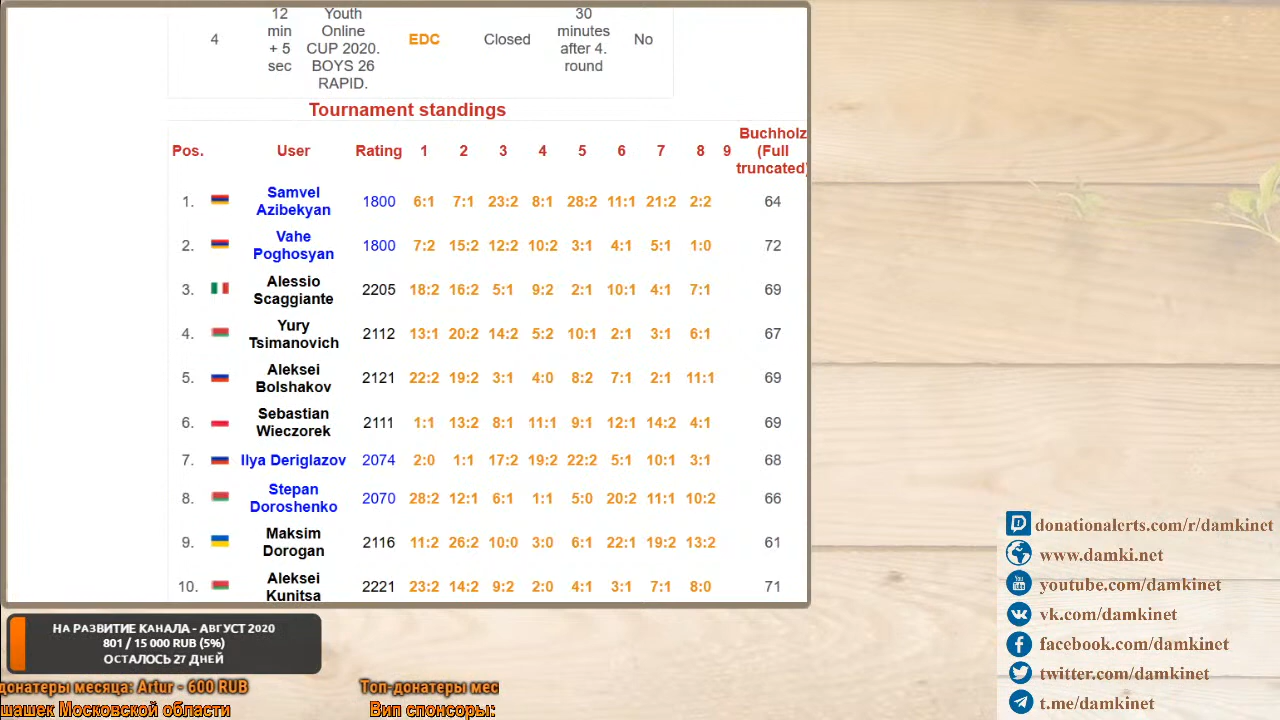 4 12 min + 5 sec Youth Online CUP 2020. BOYS 26 RAPID. EDC Closed 30 minutes after 4. round No
Tournament standings
Pos. User Rating 1 2 3 4 5 6 7 8 9 Buchholz (Full truncated)
1. Samvel Azibekyan 1800 6:1 7:1 23:2 8:1 28:2 11:1 21:2 2:2 64
2. Vahe Poghosyan 1800 7:2 15:2 12:2 10:2 3:1 4:1 5:1 1:0 72
3. Alessio Scaggiante 2205 18:2 16:2 5:1 9:2 2:1 10:1 4:1 7:1 69
4. Yury Tsimanovich 2112 13:1 20:2 14:2 5:2 10:1 2:1 3:1 6:1 67
5. Aleksei Bolshakov 2121 22:2 19:2 3:1 4:0 8:2 7:1 2:1 11:1 69
6. Sebastian Wieczorek 2111 1:1 13:2 8:1 11:1 9:1 12:1 14:2 4:1 69
7. Ilya Deriglazov 2074 2:0 1:1 17:2 19:2 22:2 5:1 10:1 3:1 68
8. Stepan Doroshenko 2070 28:2 12:1 6:1 1:1 5:0 20:2 11:1 10:2 66
9. Maksim Dorogan 2116 11:2 26:2 10:0 3:0 6:1 22:1 19:2 13:2 61
10. Aleksei Kunitsa 2221 23:2 14:2 9:2 2:0 4:1 3:1 7:1 8:0 71
НА РАЗВИТИЕ КАНАЛА - АВГУСТ 2020
801 / 15 000 RUB (5%)
ОСТАЛОСЬ 27 ДНЕЙ
донатеры месяца: Artur - 600 RUB Топ-донатеры мес
шашек Московской области Вип спонсоры:
donationalerts.com/r/damkinet
www.damki.net
You Tube
youtube.com/damkinet
vk.com/damkinet
facebook.com/damkinet
twitter.com/damkinet
t.me/damkinet